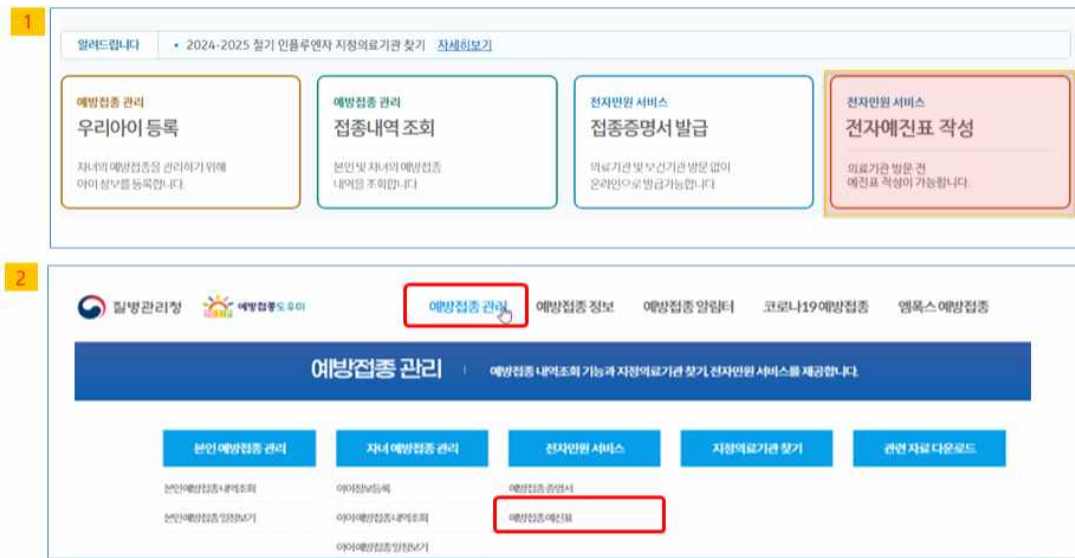 1
알려드립니다 • 2024-2025 절기 인플루엔자 지정의료기관 찾기 자세히보기
예방접종 관리
우리아이 등록
자녀의 예방접종을 관리하기 위해
아이 정보를 등록합니다.
예방접종 관리
접종내역 조회
본인 및 자녀의 예방접종
내역을 조회합니다.
전자민원 서비스
접종증명서 발급
의료기관 및 보건기관 방문 없이
온라인으로 발급가능합니다.
전자민원 서비스
전자예진표 작성
의료기관 방문 전
예진표 작성이 가능합니다.
2
질병관리청 예방접종도우미 예방접종 관리 예방접종 정보 예방접종 알림터 코로나19 예방접종 엠폭스 예방접종
예방접종 관리 | 예방접종 내역조회 기능과 지정의료기관 찾기, 전자민원 서비스를 제공합니다.
본인 예방접종 관리 자녀 예방접종 관리 전자민원 서비스 지정의료기관 찾기 관련 자료 다운로드
본인예방접종 내역조회 아이정보등록 예방접종 증명서
본인예방접종 일정보기 아이예방접종 내역조회 예방접종 예진표
아이예방접종 일정보기